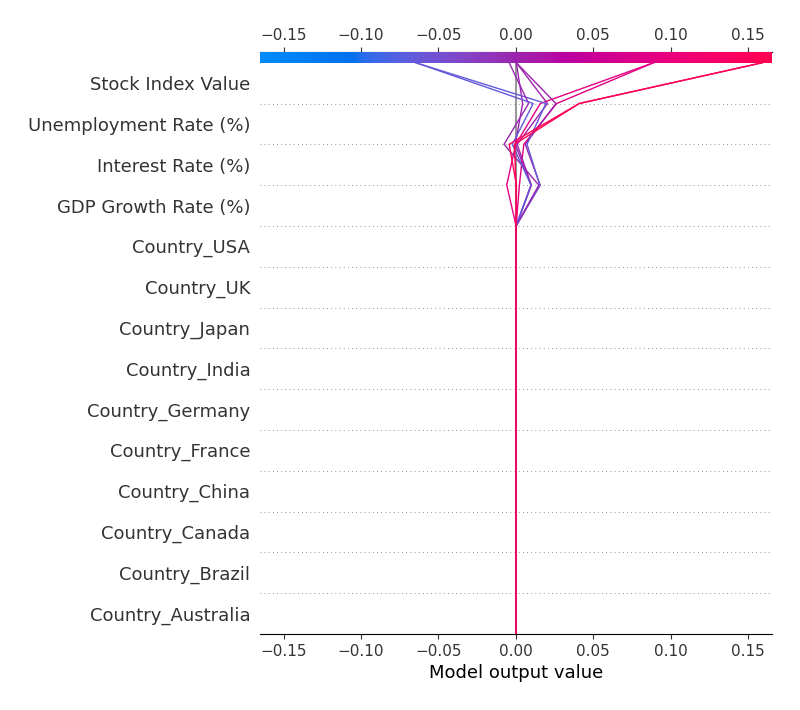 −0.15 −0.10 −0.05 0.00 0.05 0.10 0.15
Stock Index Value
Unemployment Rate (%)
Interest Rate (%)
GDP Growth Rate (%)
Country_USA
Country_UK
Country_Japan
Country_India
Country_Germany
Country_France
Country_China
Country_Canada
Country_Brazil
Country_Australia
−0.15 −0.10 −0.05 0.00 0.05 0.10 0.15
Model output value